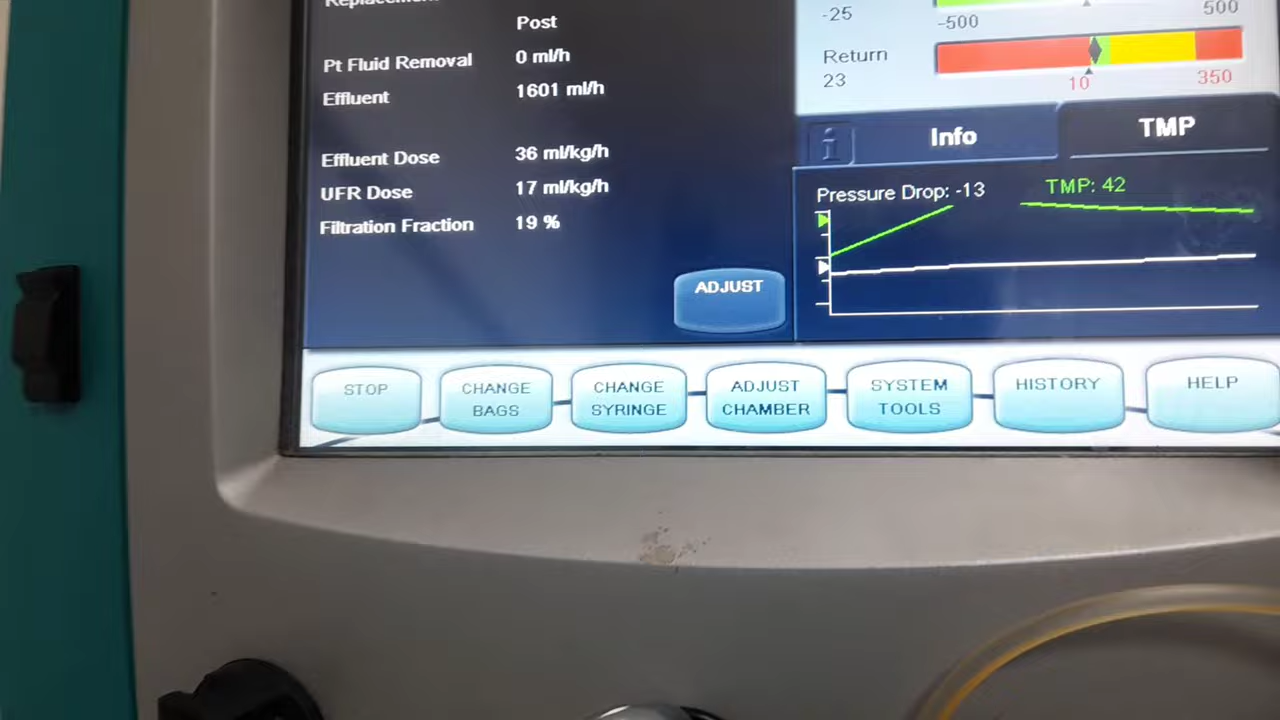 Replacement
Post
Pt Fluid Removal 0 ml/h
Effluent 1601 ml/h
Effluent Dose 36 ml/kg/h
UFR Dose 17 ml/kg/h
Filtration Fraction 19 %
ADJUST
-25
-500 500
Return
23
10 350
i Info TMP
Pressure Drop: -13 TMP: 42
STOP
CHANGE BAGS
CHANGE SYRINGE
ADJUST CHAMBER
SYSTEM TOOLS
HISTORY
HELP